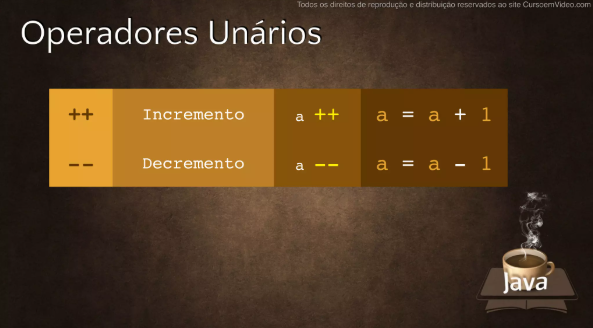 Todos os direitos de reprodução e distribuição reservados ao site CursoemVideo.com
Operadores Unários
++ Incremento a ++ a = a + 1
-- Decremento a -- a = a - 1
Java